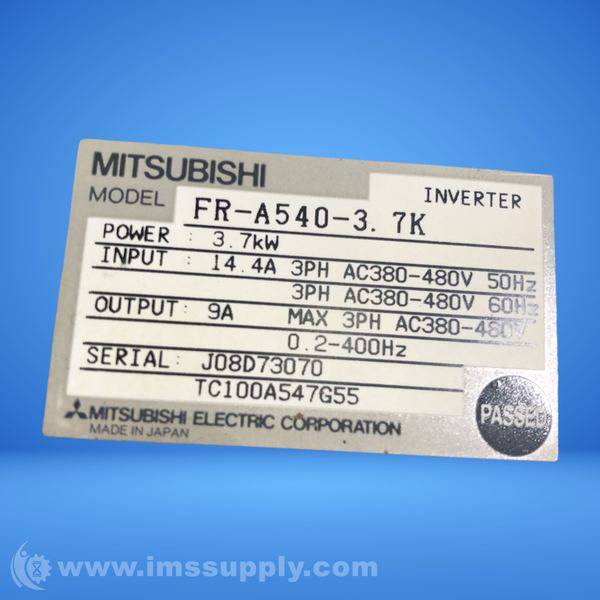 MITSUBISHI
INVERTER
MODEL FR-A540-3.7K
POWER : 3.7kW
INPUT : 14.4A 3PH AC380-480V 50Hz
3PH AC380-480V 60Hz
OUTPUT: 9A MAX 3PH AC380-480V
0.2-400Hz
SERIAL: J08D73070
TC100A547G55
PASSED
MITSUBISHI ELECTRIC CORPORATION
MADE IN JAPAN
www.imssupply.com